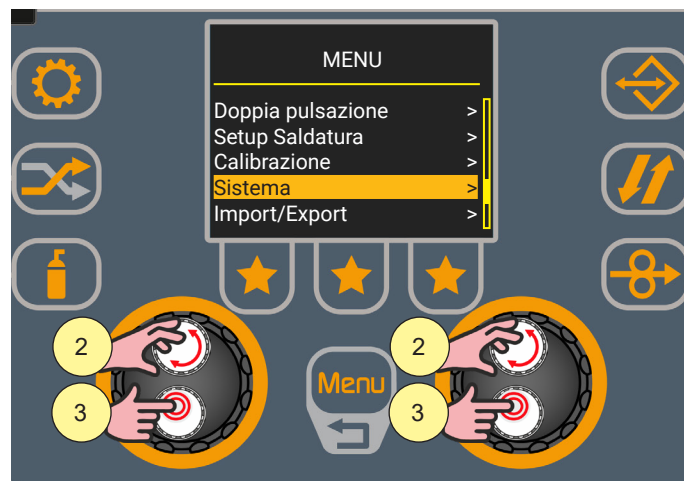 MENU
Doppia pulsazione >
Setup Saldatura >
Calibrazione >
Sistema >
Import/Export >
2
2
Menu
3
3